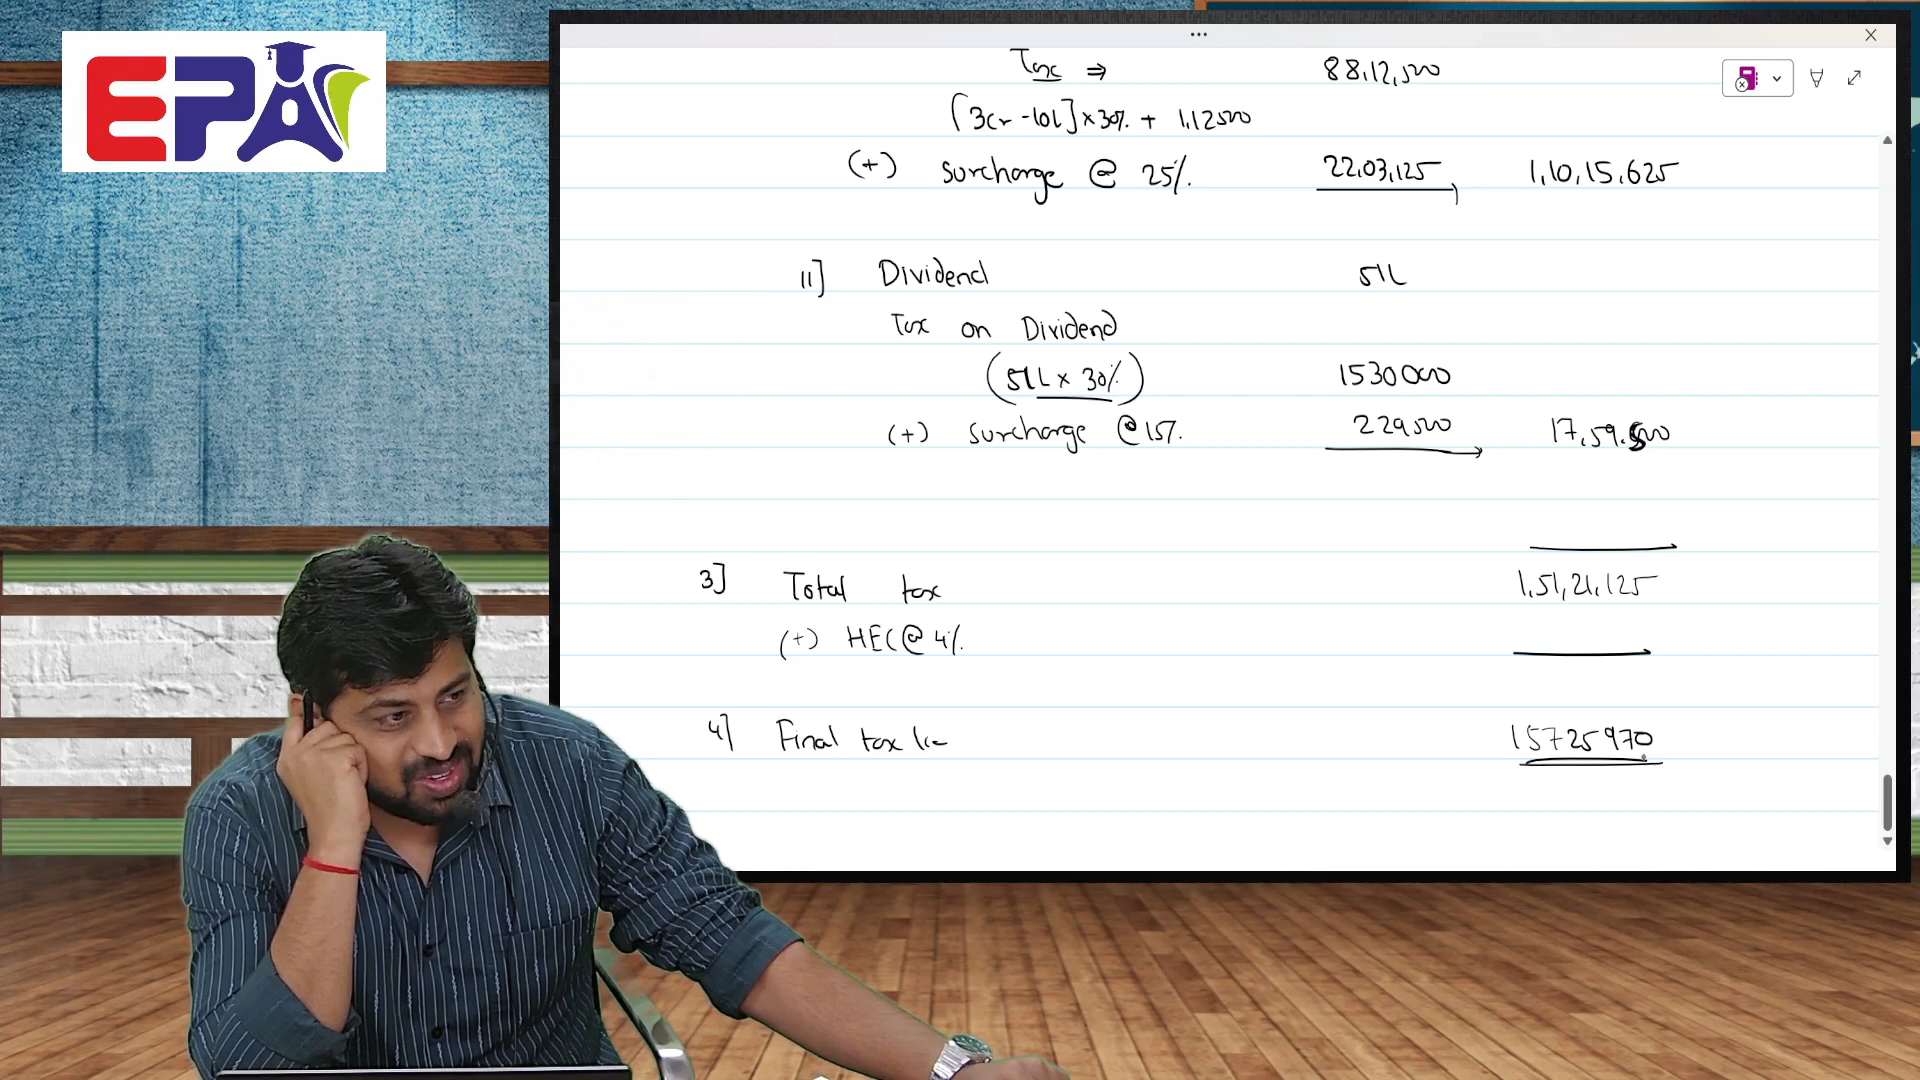 EPA
Tax ⇒ 88,12,500
[3cr - 10L] × 30% + 1,12500
(+) Surcharge @ 25% 22,03,125 1,10,15,625
11] Dividend 51L
Tax on Dividend
(51L × 30%) 1530000
(+) Surcharge @ 15% 229500 17,59,500
3] Total tax 1,51,21,125
(+) HEC @ 4%
4] Final tax lia 15725970